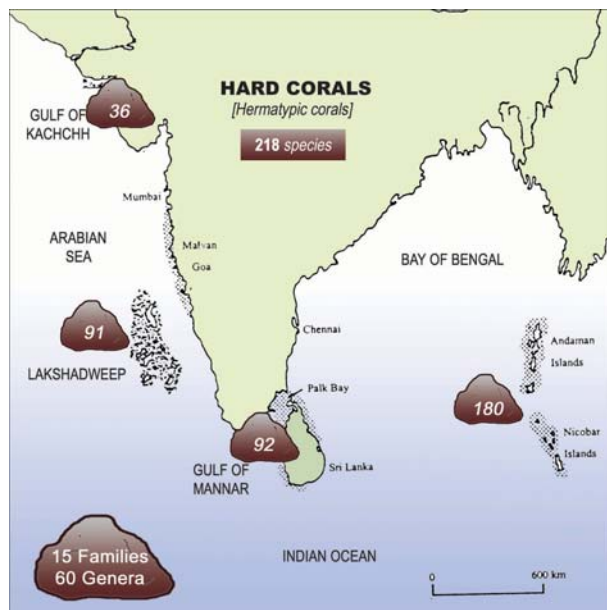 HARD CORALS
[Hermatypic corals]
218 species
36
GULF OF
KACHCHH
Mumbai
ARABIAN
SEA
Malvan
Goa
BAY OF BENGAL
91
LAKSHADWEEP
Chennai
Andaman
Islands
Palk Bay
180
92
Nicobar
Islands
GULF OF
MANNAR
Sri Lanka
15 Families
60 Genera
INDIAN OCEAN
0
600 km